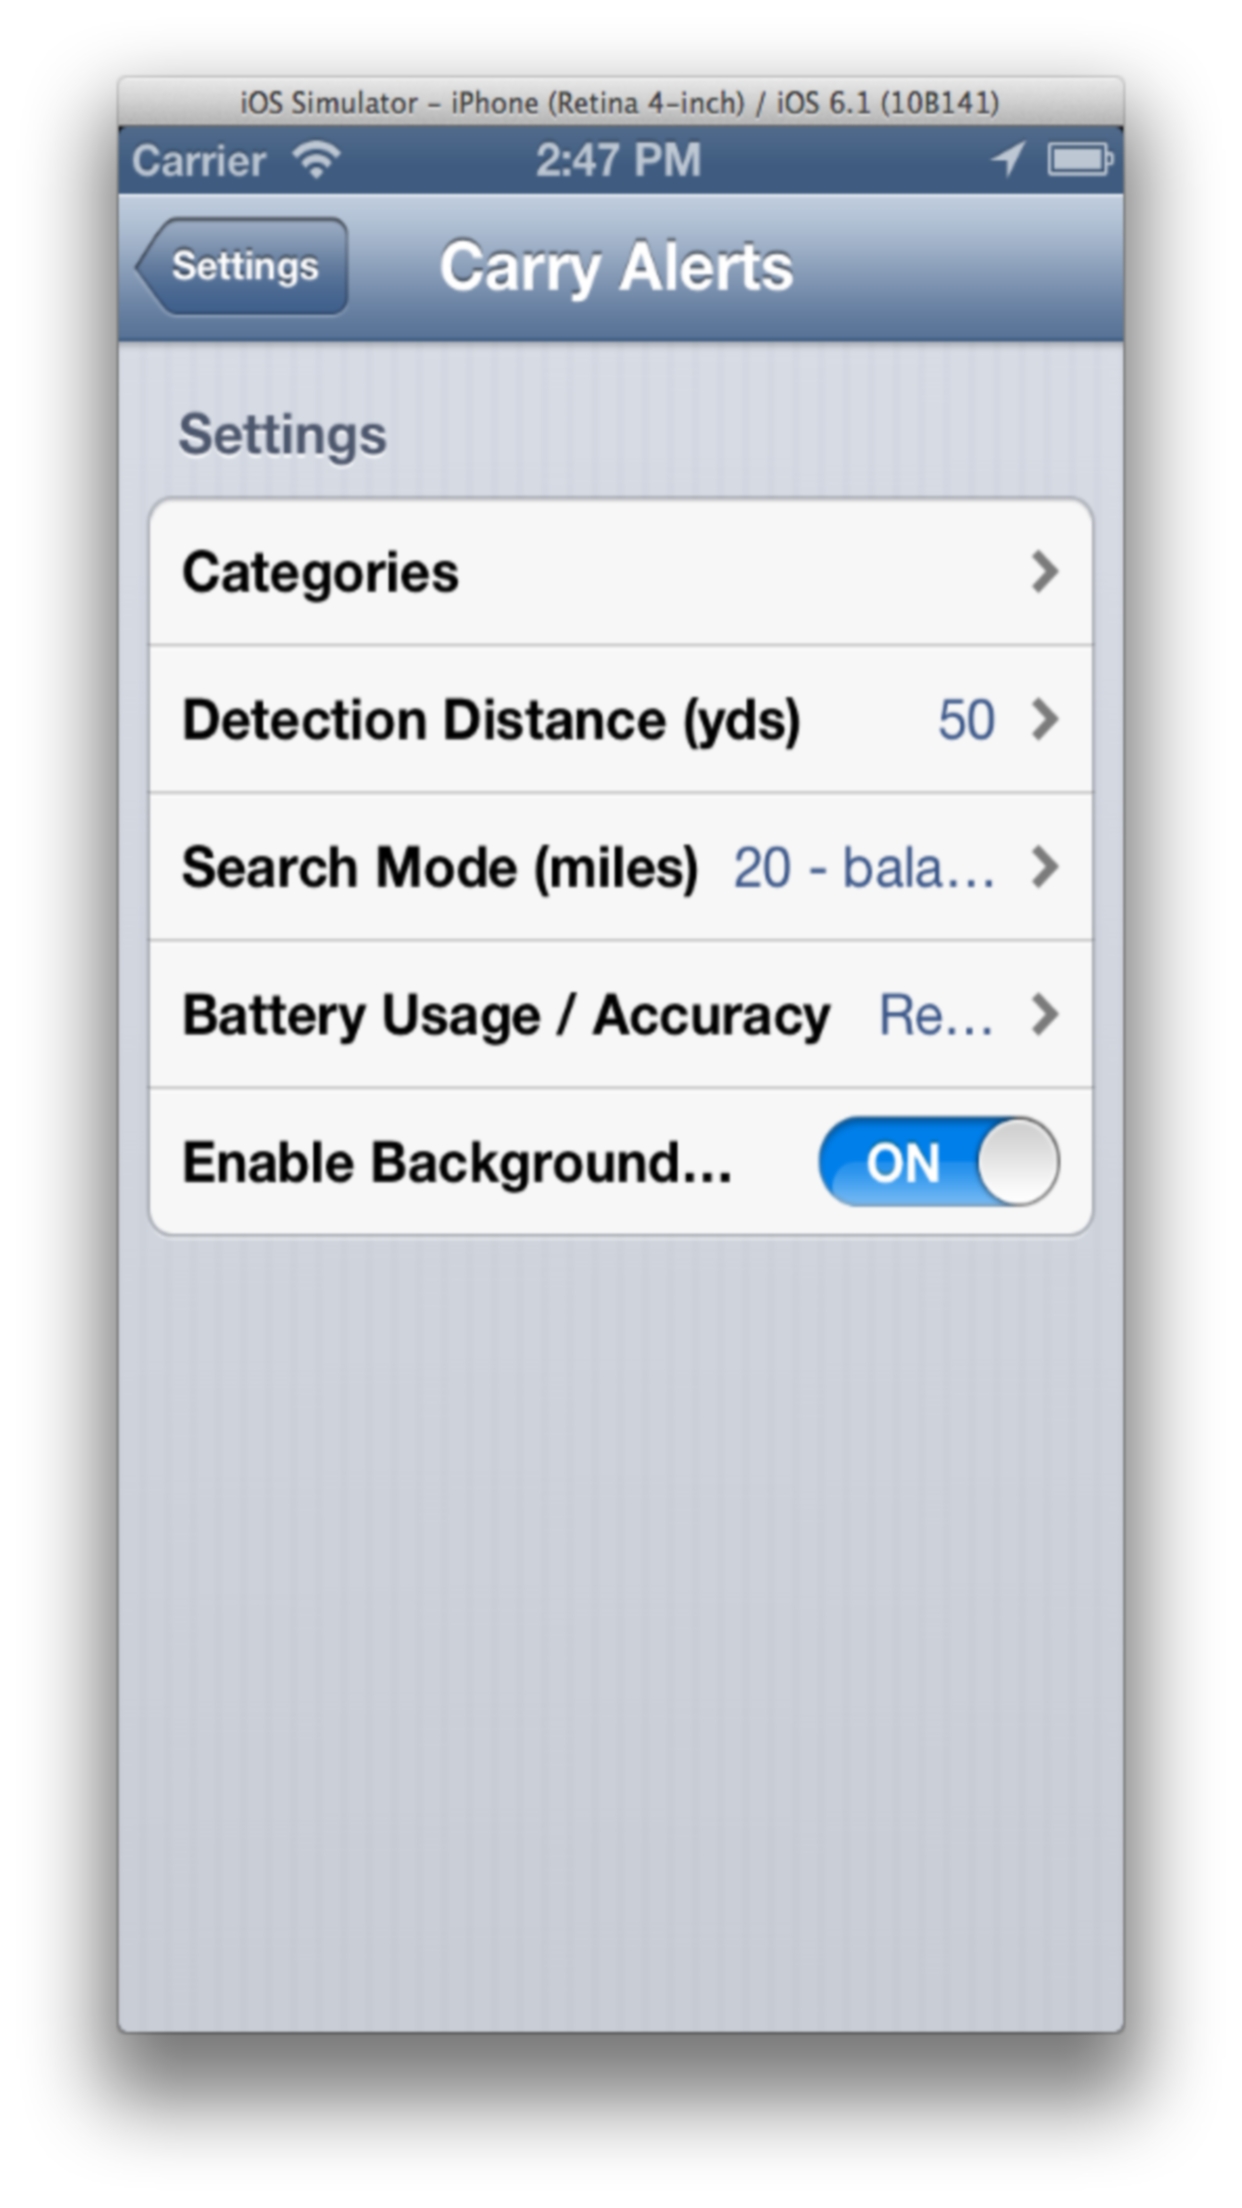 iOS Simulator – iPhone (Retina 4-inch) / iOS 6.1 (10B141)
Carrier 2:47 PM
Settings Carry Alerts
Settings
Categories
Detection Distance (yds) 50
Search Mode (miles) 20 - bala...
Battery Usage / Accuracy Re...
Enable Background... ON